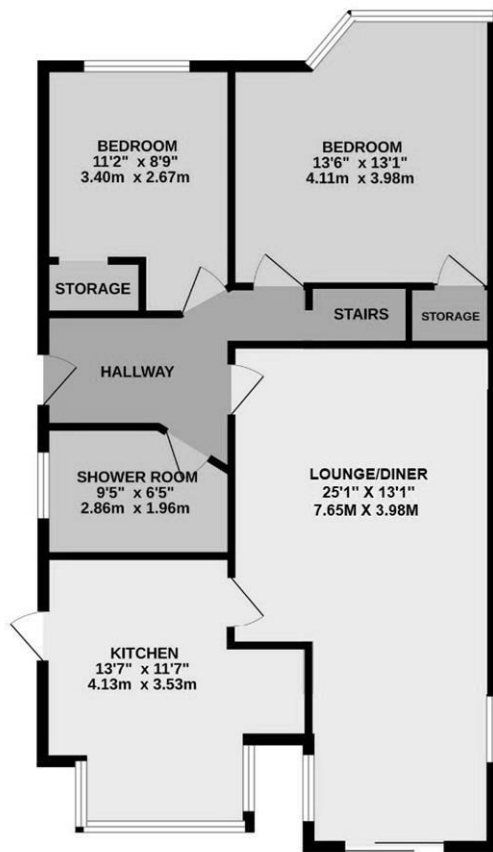 BEDROOM
11'2" x 8'9"
3.40m x 2.67m
BEDROOM
13'6" x 13'1"
4.11m x 3.98m
STORAGE
STAIRS
STORAGE
HALLWAY
SHOWER ROOM
9'5" x 6'5"
2.86m x 1.96m
LOUNGE/DINER
25'1" X 13'1"
7.65M X 3.98M
KITCHEN
13'7" x 11'7"
4.13m x 3.53m